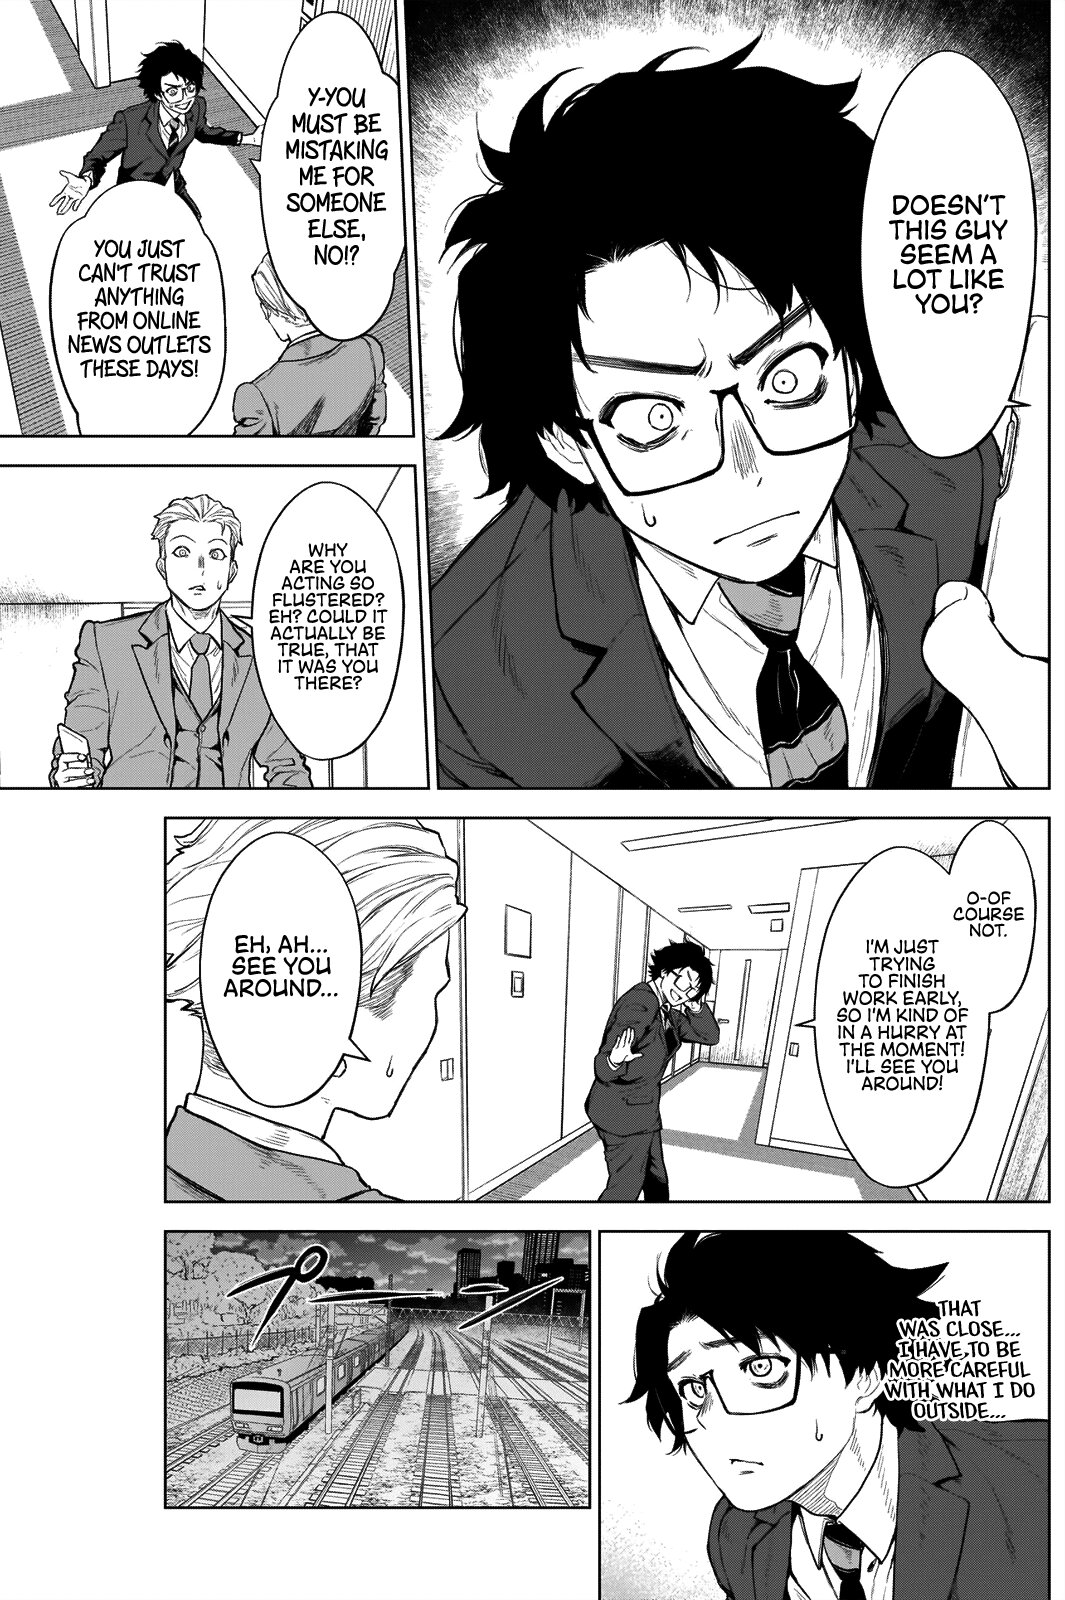 DOESN'T
THIS GUY
SEEM A
LOT LIKE
YOU?
Y-YOU
MUST BE
MISTAKING
ME FOR
SOMEONE
ELSE,
NO!?
YOU JUST
CAN'T TRUST
ANYTHING
FROM ONLINE
NEWS OUTLETS
THESE DAYS!
WHY
ARE YOU
ACTING SO
FLUSTERED?
EH? COULD IT
ACTUALLY BE
TRUE, THAT
IT WAS YOU
THERE?
O-OF
COURSE
NOT.
I'M JUST
TRYING
TO FINISH
WORK EARLY,
SO I'M KIND OF
IN A HURRY AT
THE MOMENT!
I'LL SEE YOU
AROUND!
EH, AH...
SEE YOU
AROUND...
THAT
WAS CLOSE...
I HAVE TO BE
MORE CAREFUL
WITH WHAT I DO
OUTSIDE...